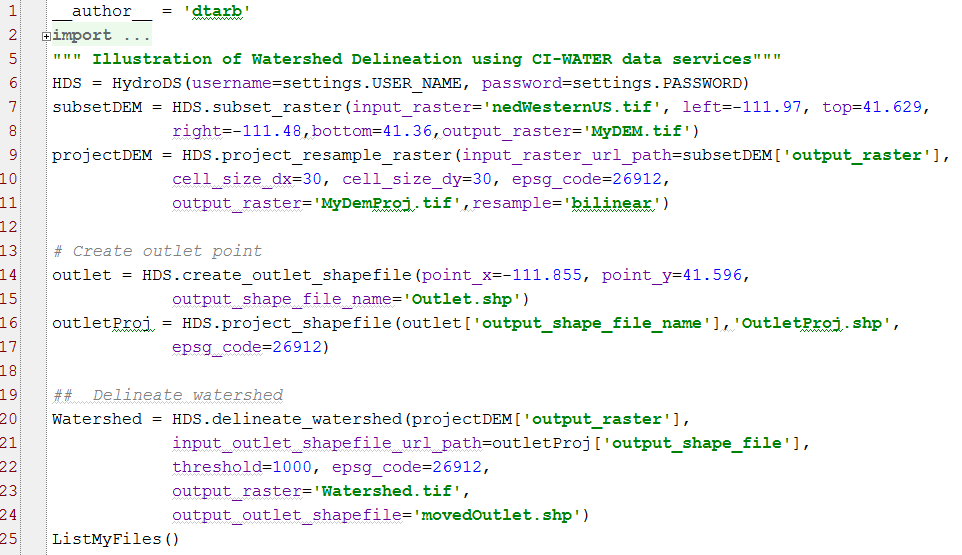 1 __author__ = 'dtarb'
2 import ...
5 """ Illustration of Watershed Delineation using CI-WATER data services"""
6 HDS = HydroDS(username=settings.USER_NAME, password=settings.PASSWORD)
7 subsetDEM = HDS.subset_raster(input_raster='nedWesternUS.tif', left=-111.97, top=41.629,
8             right=-111.48,bottom=41.36,output_raster='MyDEM.tif')
9 projectDEM = HDS.project_resample_raster(input_raster_url_path=subsetDEM['output_raster'],
10             cell_size_dx=30, cell_size_dy=30, epsg_code=26912,
11             output_raster='MyDemProj.tif',resample='bilinear')
12
13 # Create outlet point
14 outlet = HDS.create_outlet_shapefile(point_x=-111.855, point_y=41.596,
15             output_shape_file_name='Outlet.shp')
16 outletProj = HDS.project_shapefile(outlet['output_shape_file_name'],'OutletProj.shp',
17             epsg_code=26912)
18
19 ##  Delineate watershed
20 Watershed = HDS.delineate_watershed(projectDEM['output_raster'],
21             input_outlet_shapefile_url_path=outletProj['output_shape_file'],
22             threshold=1000, epsg_code=26912,
23             output_raster='Watershed.tif',
24             output_outlet_shapefile='movedOutlet.shp')
25 ListMyFiles()